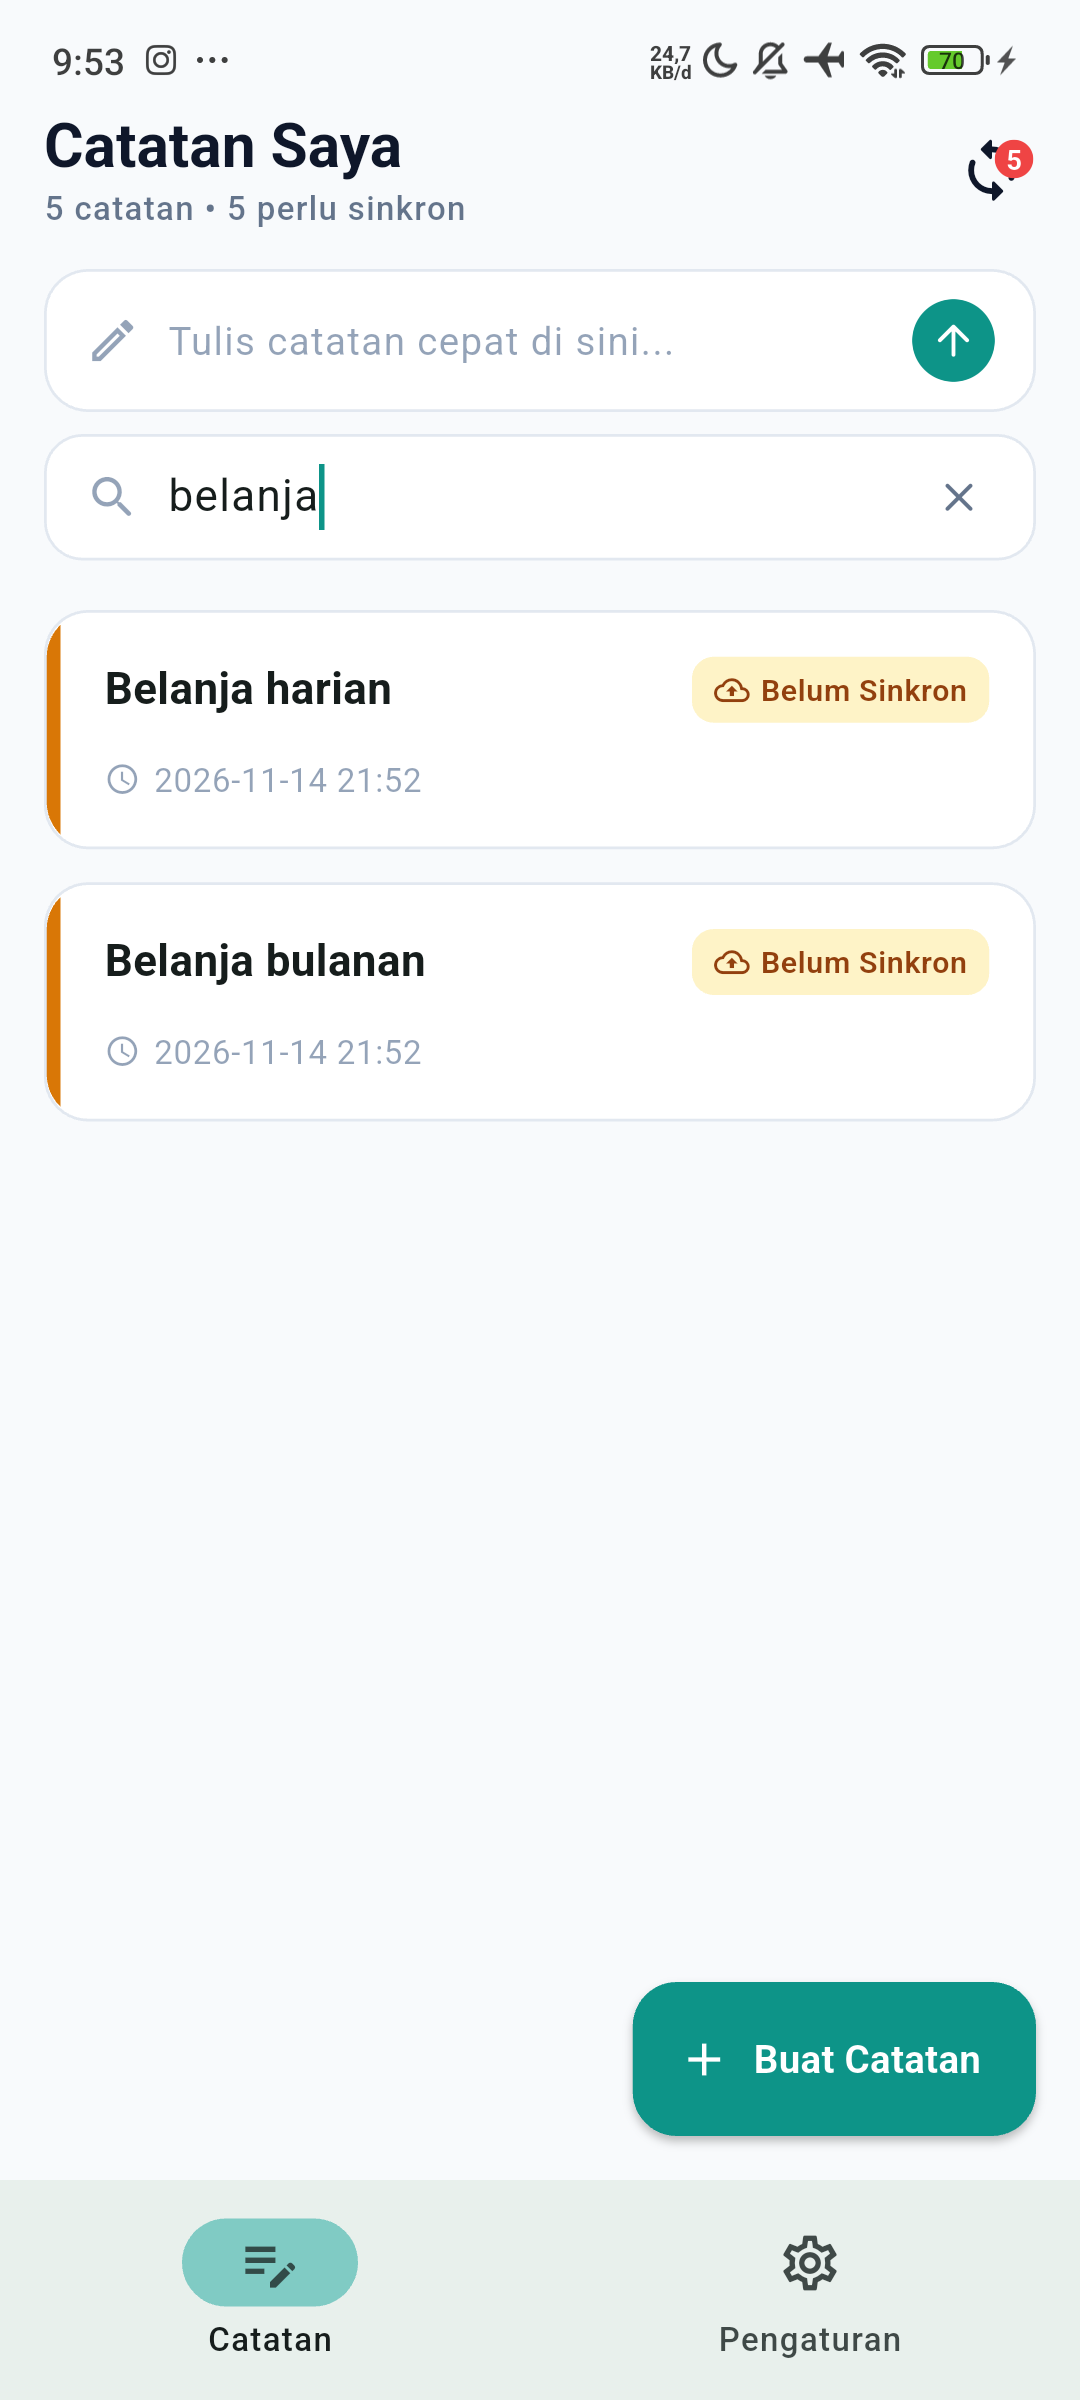 9:53
24,7
KB/d
70
Catatan Saya
5
5 catatan • 5 perlu sinkron
Tulis catatan cepat di sini...
belanja
Belanja harian
Belum Sinkron
2026-11-14 21:52
Belanja bulanan
Belum Sinkron
2026-11-14 21:52
Buat Catatan
Catatan
Pengaturan